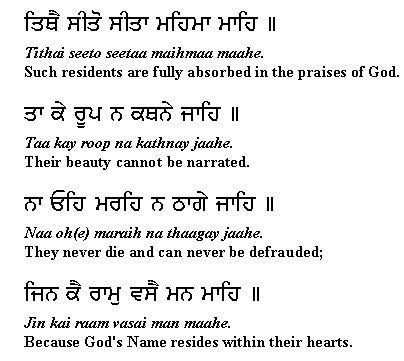 ਤਿਥੈ ਸੀਤੋ ਸੀਤਾ ਮਹਿਮਾ ਮਾਹਿ ॥
Tithai seeto seetaa maihmaa maahe.
Such residents are fully absorbed in the praises of God.
ਤਾ ਕੇ ਰੂਪ ਨ ਕਥਨੇ ਜਾਹਿ ॥
Taa kay roop na kathnay jaahe.
Their beauty cannot be narrated.
ਨਾ ਓਹਿ ਮਰਹਿ ਨ ਠਾਗੇ ਜਾਹਿ ॥
Naa oh(e) maraih na thaagay jaahe.
They never die and can never be defrauded;
ਜਿਨ ਕੈ ਰਾਮੁ ਵਸੈ ਮਨ ਮਾਹਿ ॥
Jin kai raam vasai man maahe.
Because God's Name resides within their hearts.